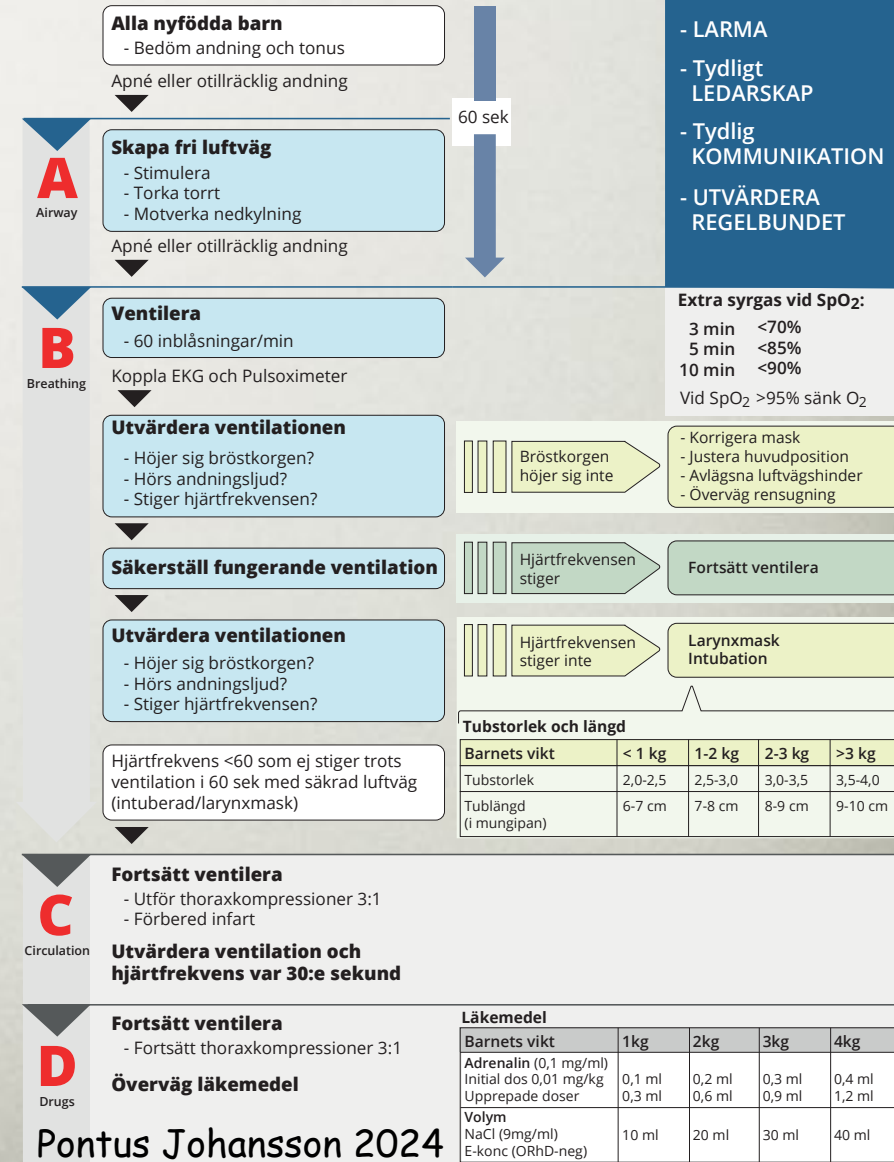 Alla nyfödda barn
- Bedöm andning och tonus
Apné eller otillräcklig andning
60 sek
- LARMA
- Tydligt
LEDARSKAP
- Tydlig
KOMMUNIKATION
- UTVÄRDERA
REGELBUNDET
A
Airway
Skapa fri luftväg
- Stimulera
- Torka torrt
- Motverka nedkylning
Apné eller otillräcklig andning
B
Breathing
Ventilera
- 60 inblåsningar/min
Koppla EKG och Pulsoximeter
Extra syrgas vid SpO2:
3 min <70%
5 min <85%
10 min <90%
Vid SpO2 >95% sänk O2
Utvärdera ventilationen
- Höjer sig bröstkorgen?
- Hörs andningsljud?
- Stiger hjärtfrekvensen?
Bröstkorgen
höjer sig inte
- Korrigera mask
- Justera huvudposition
- Avlägsna luftvägshinder
- Överväg rensugning
Säkerställ fungerande ventilation
Hjärtfrekvensen
stiger
Fortsätt ventilera
Utvärdera ventilationen
- Höjer sig bröstkorgen?
- Hörs andningsljud?
- Stiger hjärtfrekvensen?
Hjärtfrekvensen
stiger inte
Larynxmask
Intubation
Tubstorlek och längd
Barnets vikt < 1 kg 1-2 kg 2-3 kg >3 kg
Tubstorlek 2,0-2,5 2,5-3,0 3,0-3,5 3,5-4,0
Tublängd 6-7 cm 7-8 cm 8-9 cm 9-10 cm
(i mungipan)
Hjärtfrekvens <60 som ej stiger trots
ventilation i 60 sek med säkrad luftväg
(intuberad/larynxmask)
C
Circulation
Fortsätt ventilera
- Utför thoraxkompressioner 3:1
- Förbered infart
Utvärdera ventilation och
hjärtfrekvens var 30:e sekund
D
Drugs
Fortsätt ventilera
- Fortsätt thoraxkompressioner 3:1
Överväg läkemedel
Läkemedel
Barnets vikt 1kg 2kg 3kg 4kg
Adrenalin (0,1 mg/ml)
Initial dos 0,01 mg/kg 0,1 ml 0,2 ml 0,3 ml 0,4 ml
Upprepade doser 0,3 ml 0,6 ml 0,9 ml 1,2 ml
Volym
NaCl (9mg/ml) 10 ml 20 ml 30 ml 40 ml
E-konc (ORhD-neg)
Pontus Johansson 2024